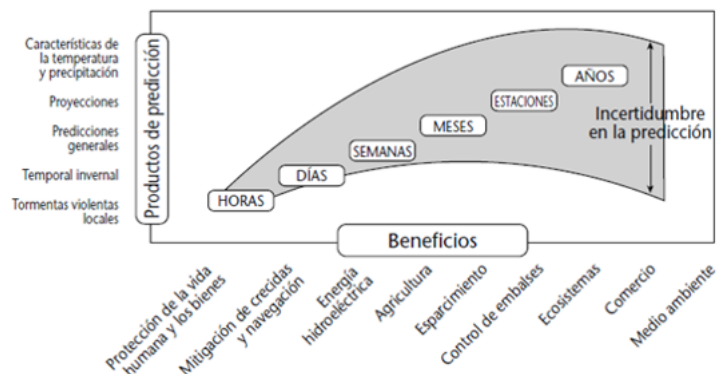 Características de
la temperatura
y precipitación
Proyecciones
Predicciones
generales
Temporal invernal
Tormentas violentas
locales
Productos de predicción
HORAS
DÍAS
SEMANAS
MESES
ESTACIONES
AÑOS
Incertidumbre
en la predicción
Beneficios
Protección de la vida
humana y los bienes
Mitigación de crecidas
y navegación
Energía
hidroeléctrica
Agricultura
Esparcimiento
Control de embalses
Ecosistemas
Comercio
Medio ambiente